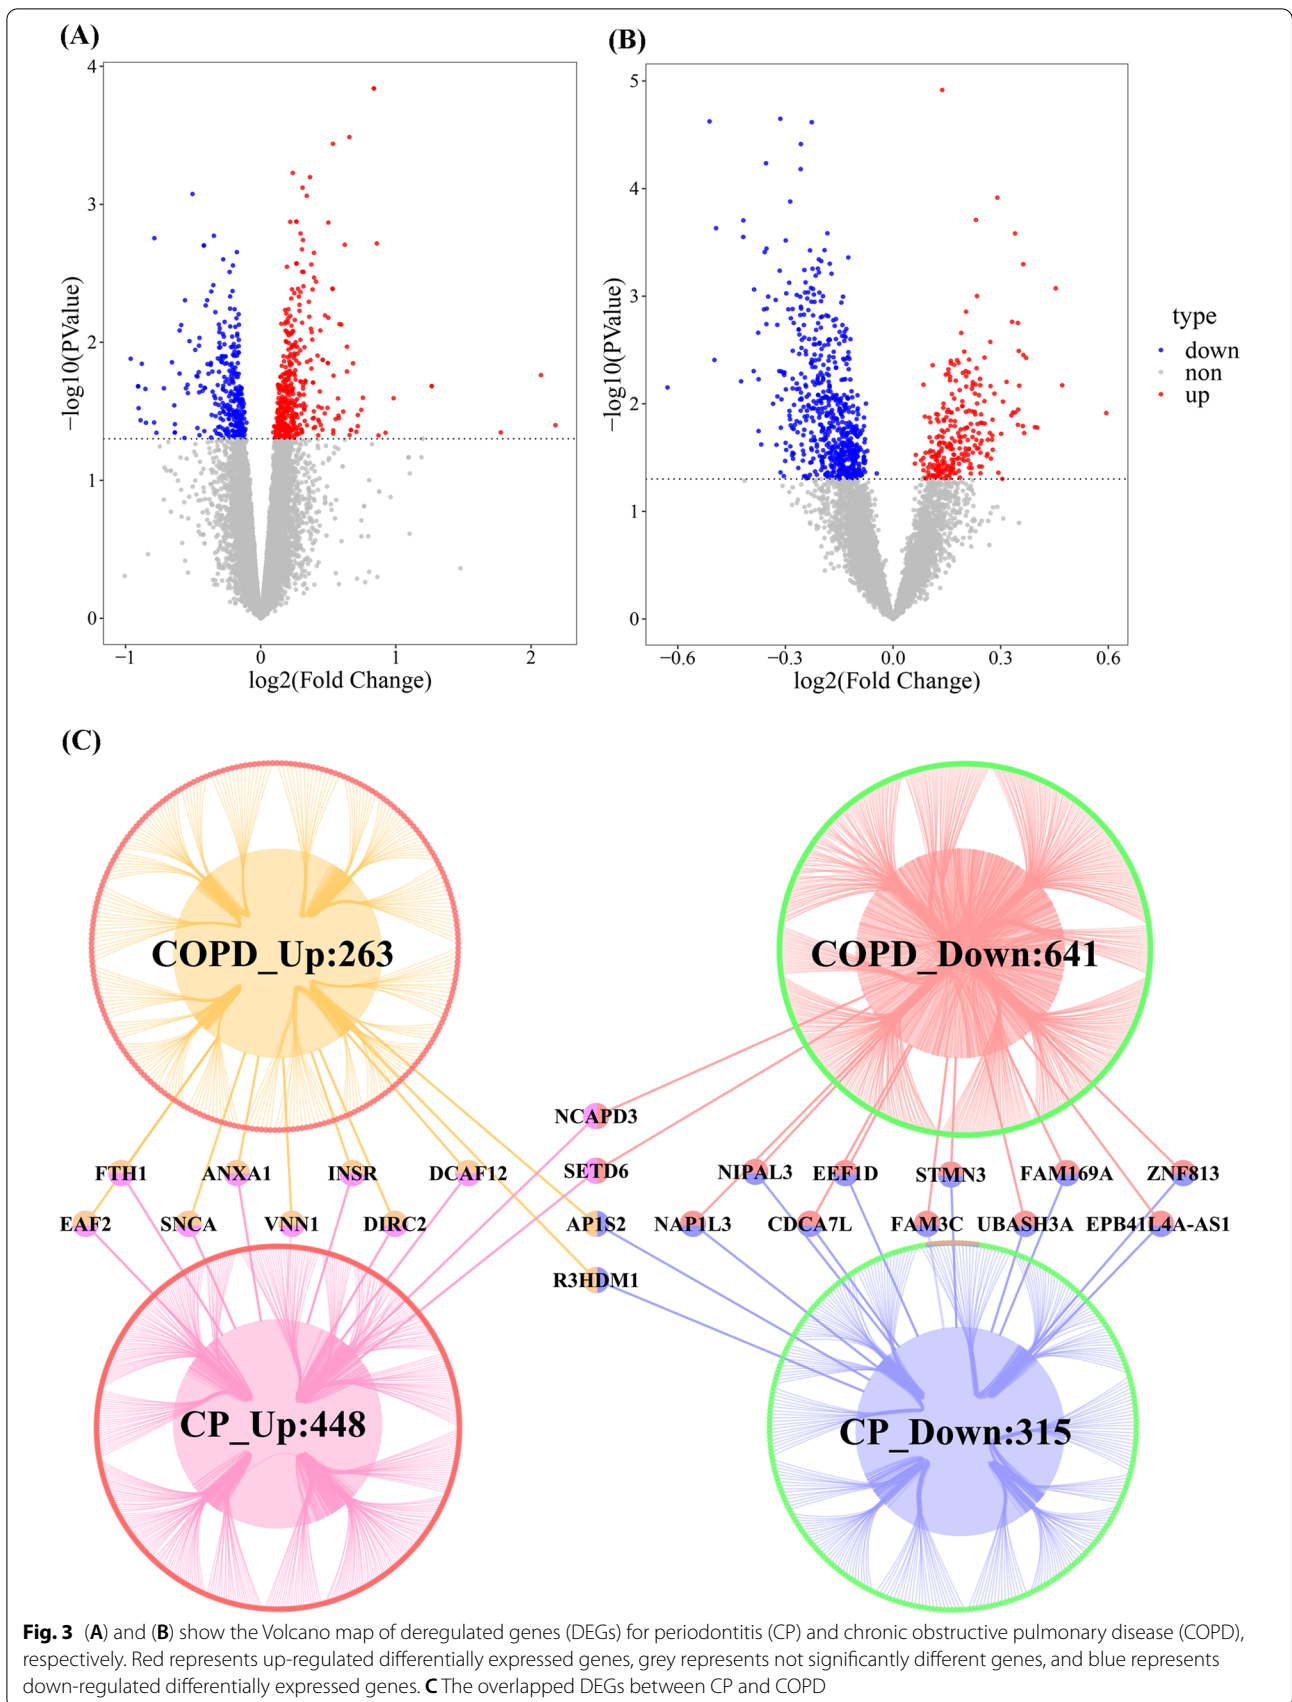 (A)
(B)
4
3
2
1
0
−log10(PValue)
−1
0
1
2
log2(Fold Change)
5
4
3
2
1
0
−log10(PValue)
−0.6
−0.3
0.0
0.3
0.6
log2(Fold Change)
type
down
non
up
(C)
COPD_Up:263
COPD_Down:641
NCAPD3
FTH1
ANXA1
INSR
DCAF12
SETD6
NIPAL3
EEF1D
STMN3
FAM169A
ZNF813
EAF2
SNCA
VNN1
DIRC2
AP1S2
NAP1L3
CDCA7L
FAM3C
UBASH3A
EPB41L4A-AS1
R3HDM1
CP_Up:448
CP_Down:315
Fig. 3 (A) and (B) show the Volcano map of deregulated genes (DEGs) for periodontitis (CP) and chronic obstructive pulmonary disease (COPD),
respectively. Red represents up-regulated differentially expressed genes, grey represents not significantly different genes, and blue represents
down-regulated differentially expressed genes. C The overlapped DEGs between CP and COPD